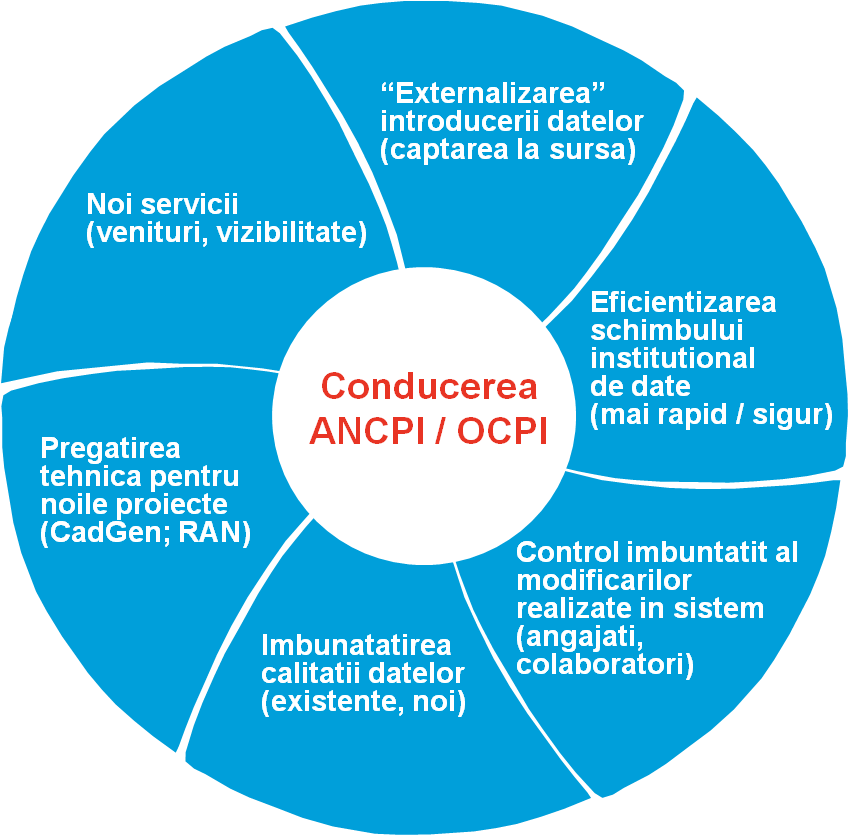 “Externalizarea”
introducerii datelor
(captarea la sursa)
Noi servicii
(venituri, vizibilitate)
Eficientizarea
schimbului
institutional
de date
(mai rapid / sigur)
Conducerea
ANCPI / OCPI
Pregatirea
tehnica pentru
noile proiecte
(CadGen; RAN)
Control imbuntatit al
modificarilor
realizate in sistem
(angajati,
colaboratori)
Imbunatatirea
calitatii datelor
(existente, noi)